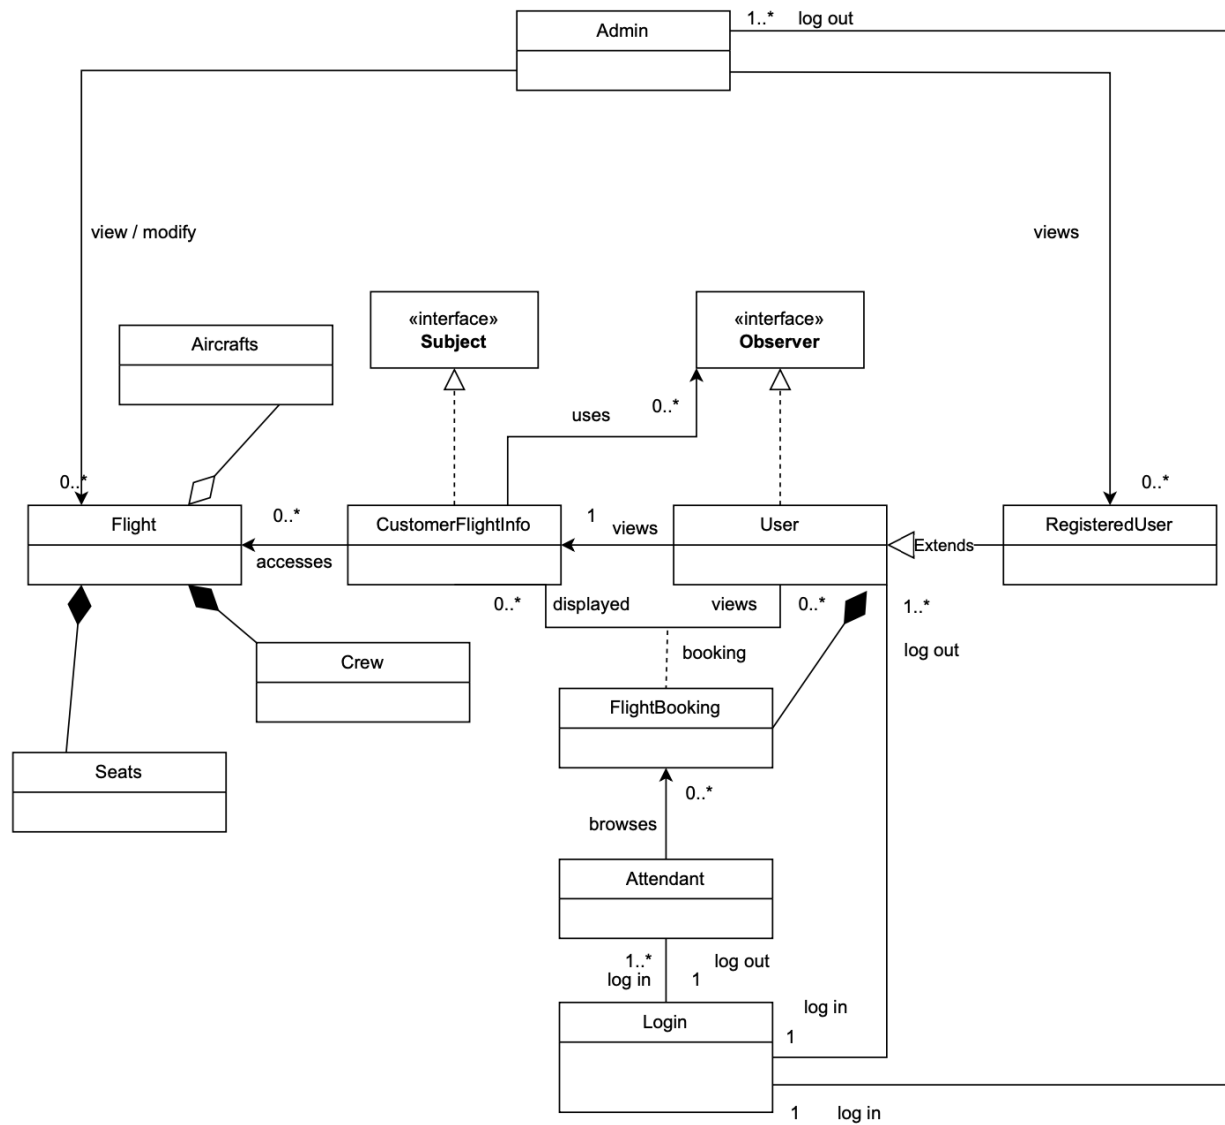 Admin
1..* log out
view / modify
views
«interface»
Subject
«interface»
Observer
Aircrafts
uses
0..*
0..*
0..*
Flight
0..*
accesses
CustomerFlightInfo
1
views
User
Extends
RegisteredUser
0..*
displayed
views
0..*
1..*
log out
booking
Crew
FlightBooking
Seats
0..*
browses
Attendant
1..*
log out
log in
1
Login
log in
1
1 log in